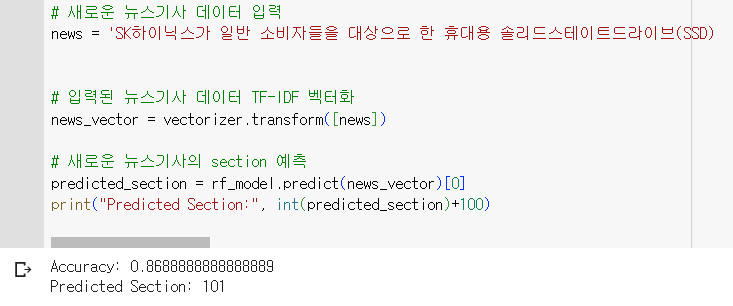 # 새로운 뉴스기사 데이터 입력
news = 'SK하이닉스가 일반 소비자들을 대상으로 한 휴대용 솔리드스테이트드라이브(SSD)
# 입력된 뉴스기사 데이터 TF-IDF 벡터화
news_vector = vectorizer.transform([news])
# 새로운 뉴스기사의 section 예측
predicted_section = rf_model.predict(news_vector)[0]
print("Predicted Section:", int(predicted_section)+100)
Accuracy: 0.8688888888888889
Predicted Section: 101